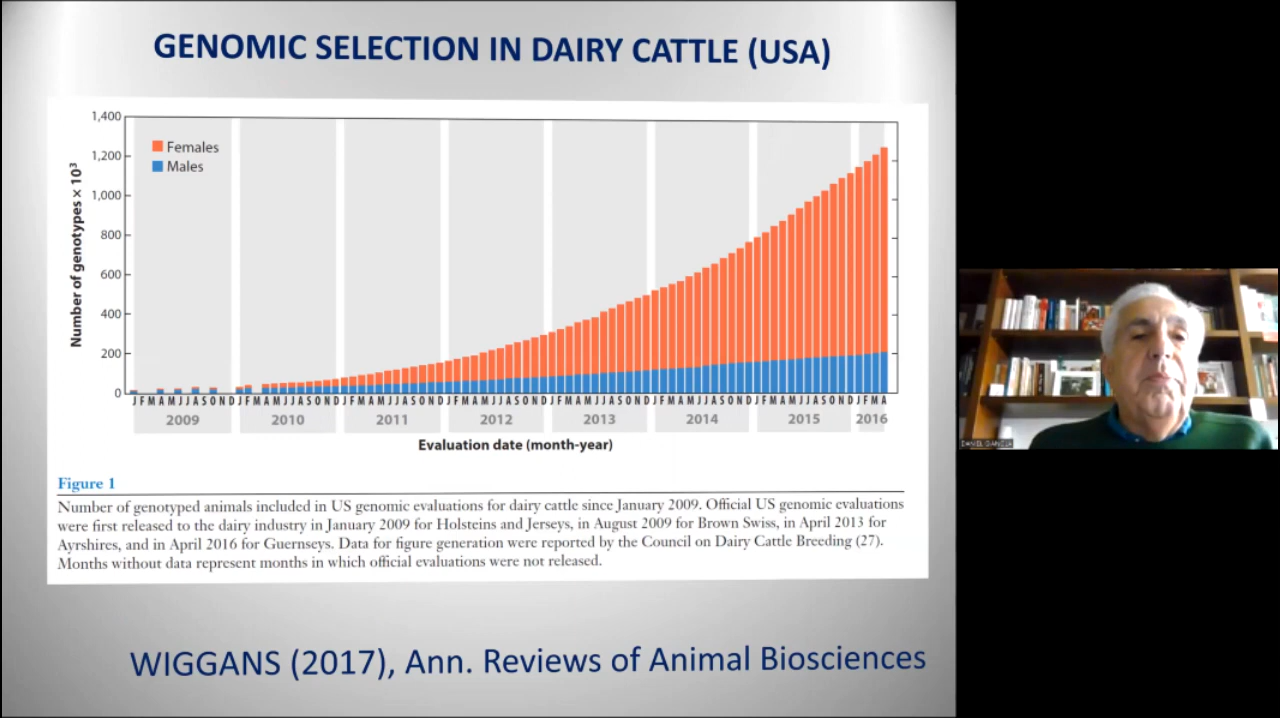 GENOMIC SELECTION IN DAIRY CATTLE (USA)
1,400
1,200
1,000
800
600
400
200
0
Number of genotypes × 10³
Females
Males
J F M A M J J A S O N D J F M A M J J A S O N D J F M A M J J A S O N D J F M A M J J A S O N D J F M A M J J A S O N D J F M A M J J A S O N D J F M A M J J A S O N D J F M A
2009 2010 2011 2012 2013 2014 2015 2016
Evaluation date (month-year)
Figure 1
Number of genotyped animals included in US genomic evaluations for dairy cattle since January 2009. Official US genomic evaluations
were first released to the dairy industry in January 2009 for Holsteins and Jerseys, in August 2009 for Brown Swiss, in April 2013 for
Ayrshires, and in April 2016 for Guernseys. Data for figure generation were reported by the Council on Dairy Cattle Breeding (27).
Months without data represent months in which official evaluations were not released.
WIGGANS (2017), Ann. Reviews of Animal Biosciences
DANIEL